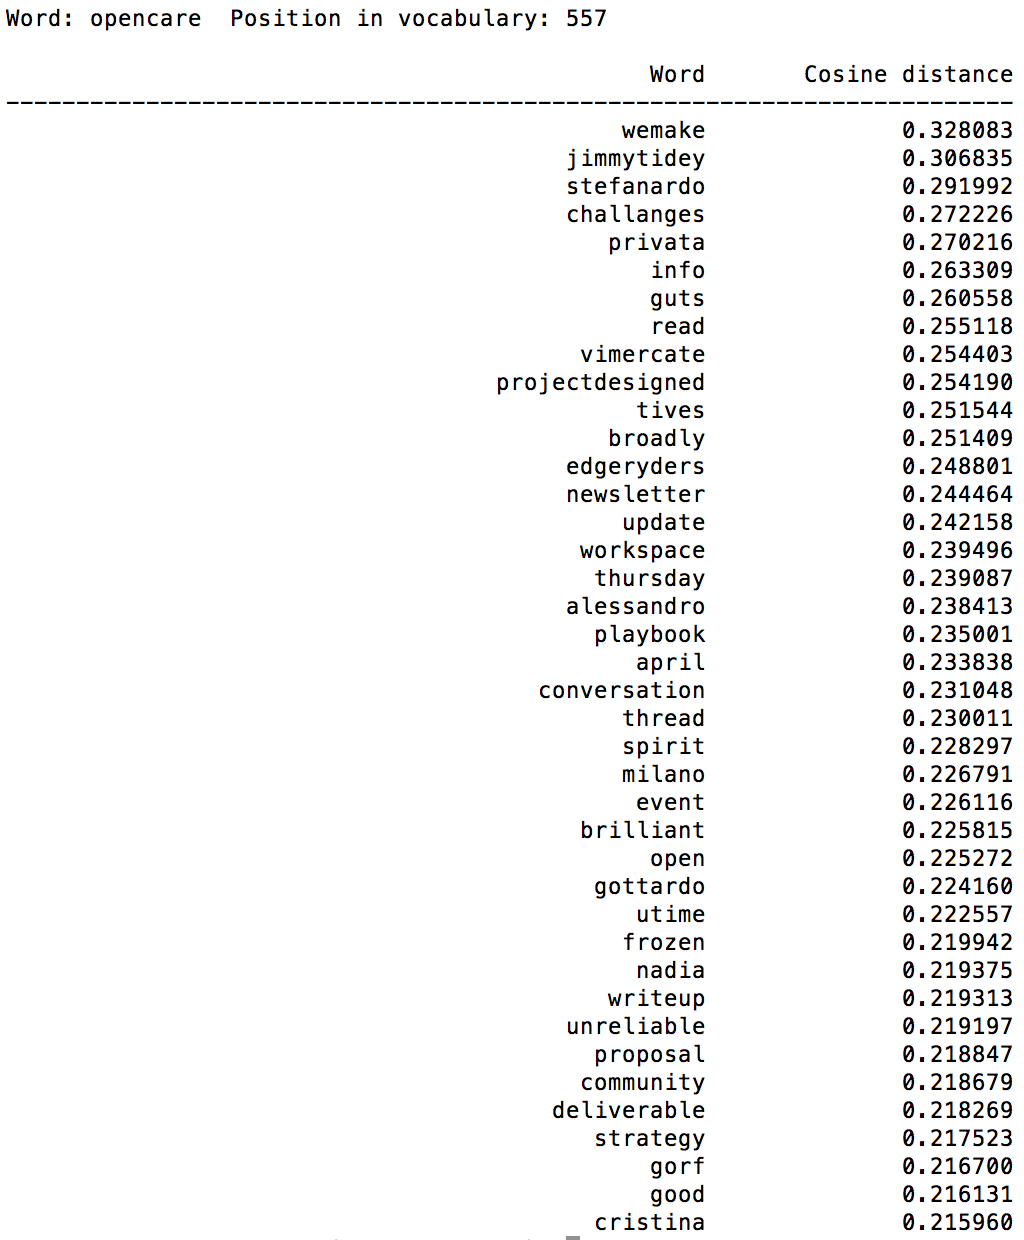 Word: opencare  Position in vocabulary: 557
Word Cosine distance
------------------------------------------------------------------------
wemake 0.328083
jimmytidey 0.306835
stefanardo 0.291992
challanges 0.272226
privata 0.270216
info 0.263309
guts 0.260558
read 0.255118
vimercate 0.254403
projectdesigned 0.254190
tives 0.251544
broadly 0.251409
edgeryders 0.248801
newsletter 0.244464
update 0.242158
workspace 0.239496
thursday 0.239087
alessandro 0.238413
playbook 0.235001
april 0.233838
conversation 0.231048
thread 0.230011
spirit 0.228297
milano 0.226791
event 0.226116
brilliant 0.225815
open 0.225272
gottardo 0.224160
utime 0.222557
frozen 0.219942
nadia 0.219375
writeup 0.219313
unreliable 0.219197
proposal 0.218847
community 0.218679
deliverable 0.218269
strategy 0.217523
gorf 0.216700
good 0.216131
cristina 0.215960